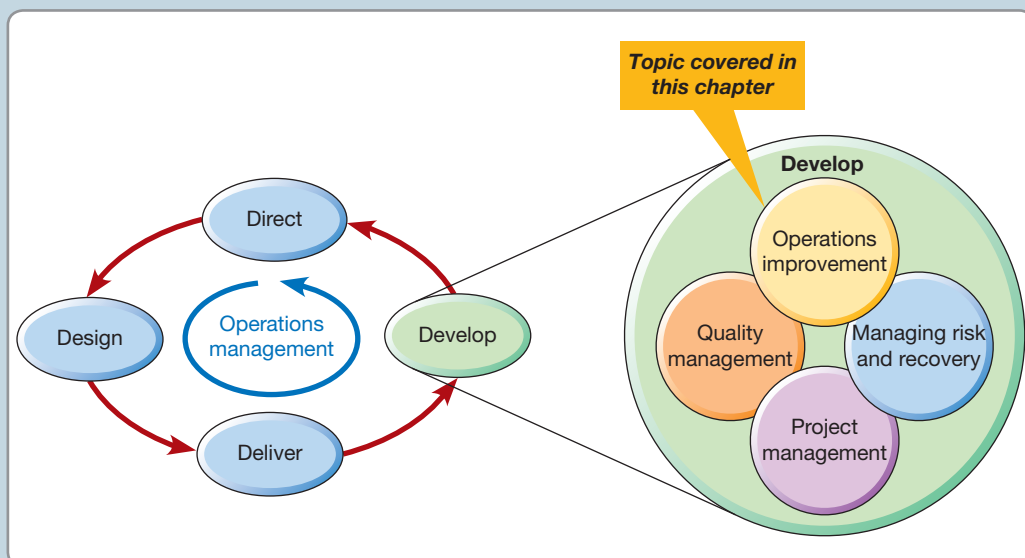 Topic covered in
this chapter
Direct
Design
Operations
management
Develop
Deliver
Develop
Operations
improvement
Quality
management
Managing risk
and recovery
Project
management